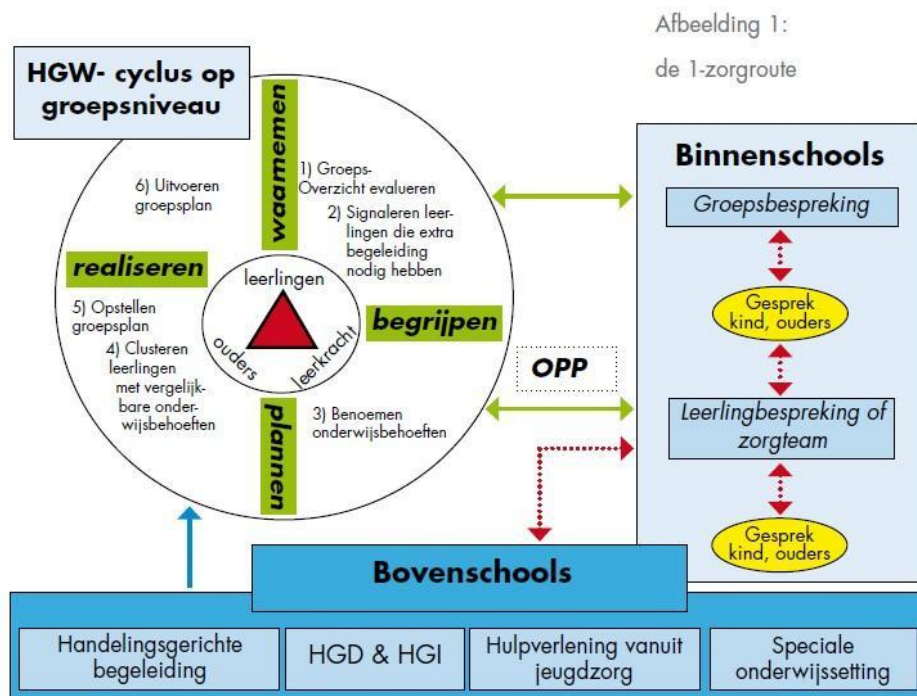 Afbeelding 1:
de 1-zorgroute
HGW- cyclus op
groepsniveau
waarnemen
1) Groeps-
Overzicht evalueren
2) Signaleren leer-
lingen die extra
begeleiding
nodig hebben
begrijpen
3) Benoemen
onderwijsbehoeften
plannen
4) Clusteren
leerlingen
met vergelijk-
bare onder-
wijsbehoeften
5) Opstellen
groepsplan
realiseren
6) Uitvoeren
groepsplan
leerlingen
ouders
leerkracht
OPP
Binnenschools
Groepsbespreking
Gesprek
kind, ouders
Leerlingbespreking of
zorgteam
Gesprek
kind, ouders
Bovenschools
Handelingsgerichte
begeleiding
HGD & HGI
Hulpverlening vanuit
jeugdzorg
Speciale
onderwijssetting